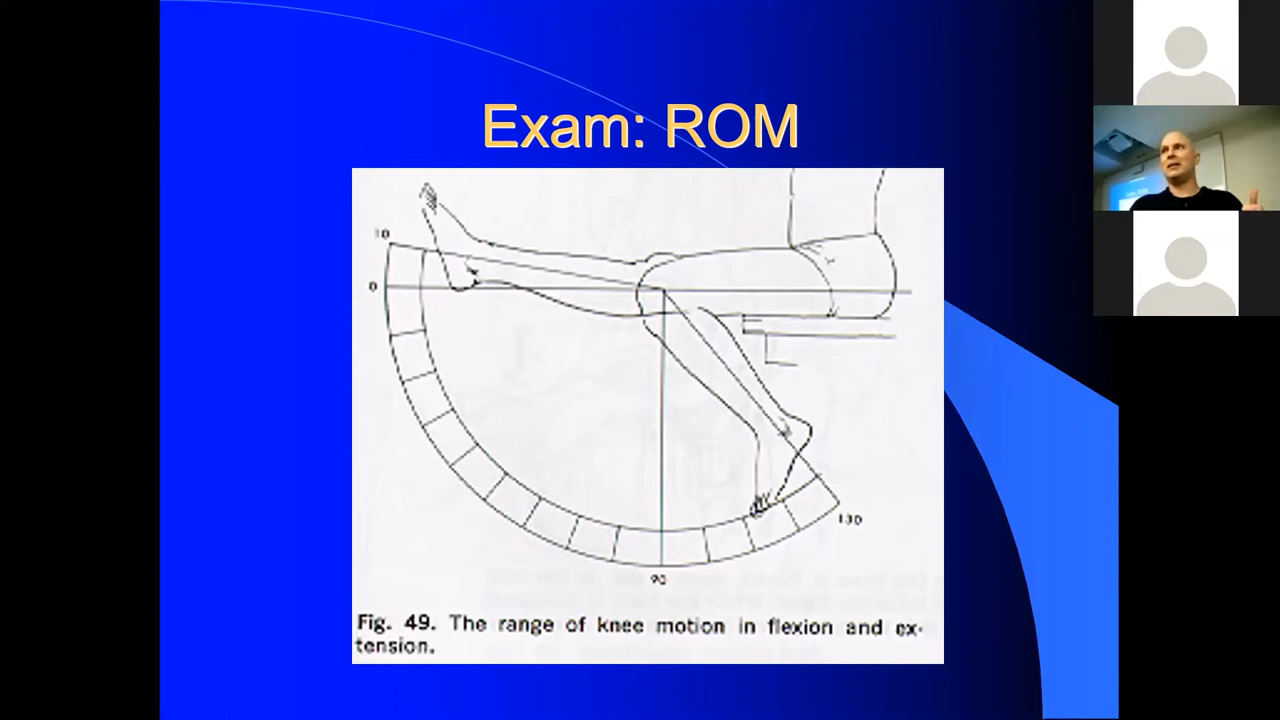 Exam: ROM
10
0
130
90
Fig. 49. The range of knee motion in flexion and ex-
tension.